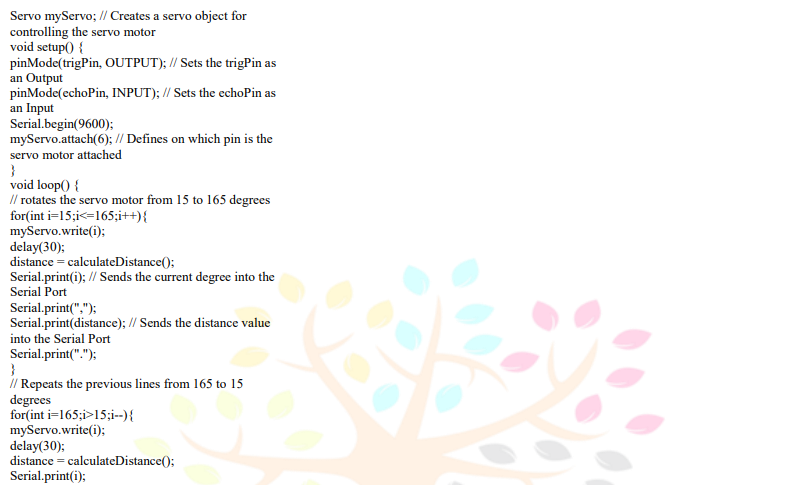 Servo myServo; // Creates a servo object for
controlling the servo motor
void setup() {
pinMode(trigPin, OUTPUT); // Sets the trigPin as
an Output
pinMode(echoPin, INPUT); // Sets the echoPin as
an Input
Serial.begin(9600);
myServo.attach(6); // Defines on which pin is the
servo motor attached
}
void loop() {
// rotates the servo motor from 15 to 165 degrees
for(int i=15;i<=165;i++){
myServo.write(i);
delay(30);
distance = calculateDistance();
Serial.print(i); // Sends the current degree into the
Serial Port
Serial.print(",");
Serial.print(distance); // Sends the distance value
into the Serial Port
Serial.print(".");
}
// Repeats the previous lines from 165 to 15
degrees
for(int i=165;i>15;i--){
myServo.write(i);
delay(30);
distance = calculateDistance();
Serial.print(i);